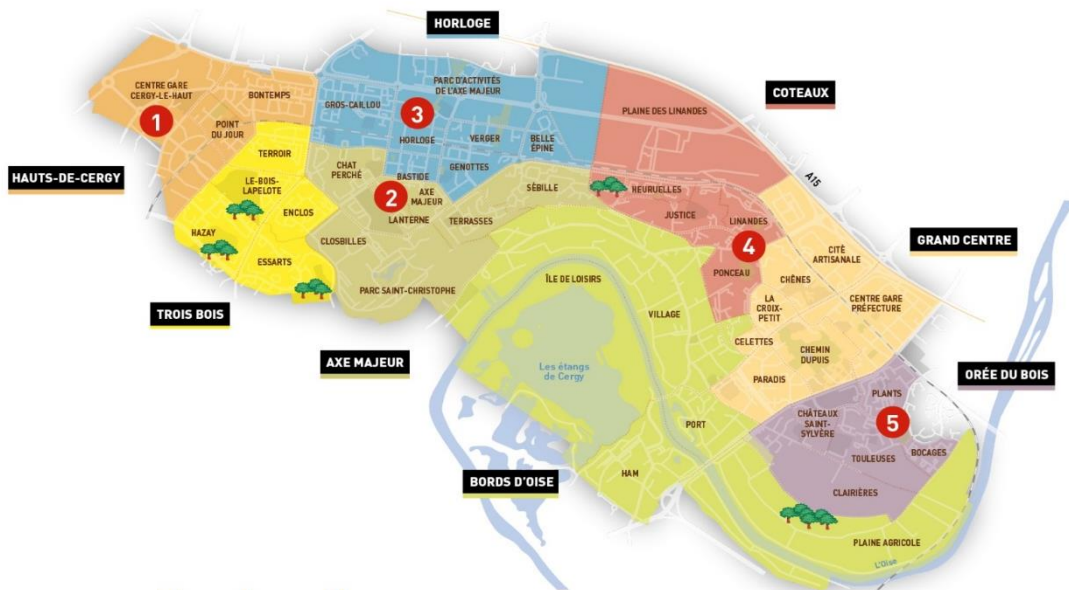 HORLOGE
CENTRE GARE
CERGY-LE-HAUT
BONTEMPS
PARC D'ACTIVITÉS
DE L'AXE MAJEUR
COTEAUX
GROS-CAILLOU
3
PLAINE DES LINANDES
1
POINT
DU JOUR
HORLOGE
VERGER
BELLE
ÉPINE
TERROIR
CHAT
PERCHÉ
GENOTTES
BASTIDE
HAUTS-DE-CERGY
LE-BOIS-
LAPELOTE
2
AXE
MAJEUR
SÉBILLE
HEURUELLES
A15
ENCLOS
LANTERNE
TERRASSES
JUSTICE
LINANDES
HAZAY
CLOSBILLES
4
CITÉ
ARTISANALE
GRAND CENTRE
ESSARTS
PONCEAU
CHÊNES
ÎLE DE LOISIRS
PARC SAINT-CHRISTOPHE
LA
CROIX-
PETIT
CENTRE GARE
PRÉFECTURE
TROIS BOIS
VILLAGE
CELETTES
CHEMIN
DUPUIS
AXE MAJEUR
Les étangs
de Cergy
PARADIS
ORÉE DU BOIS
PLANTS
CHÂTEAUX
SAINT-
SYLVÈRE
5
PORT
BOCAGES
TOULEUSES
HAM
BORDS D'OISE
CLAIRIÈRES
PLAINE AGRICOLE
L'Oise